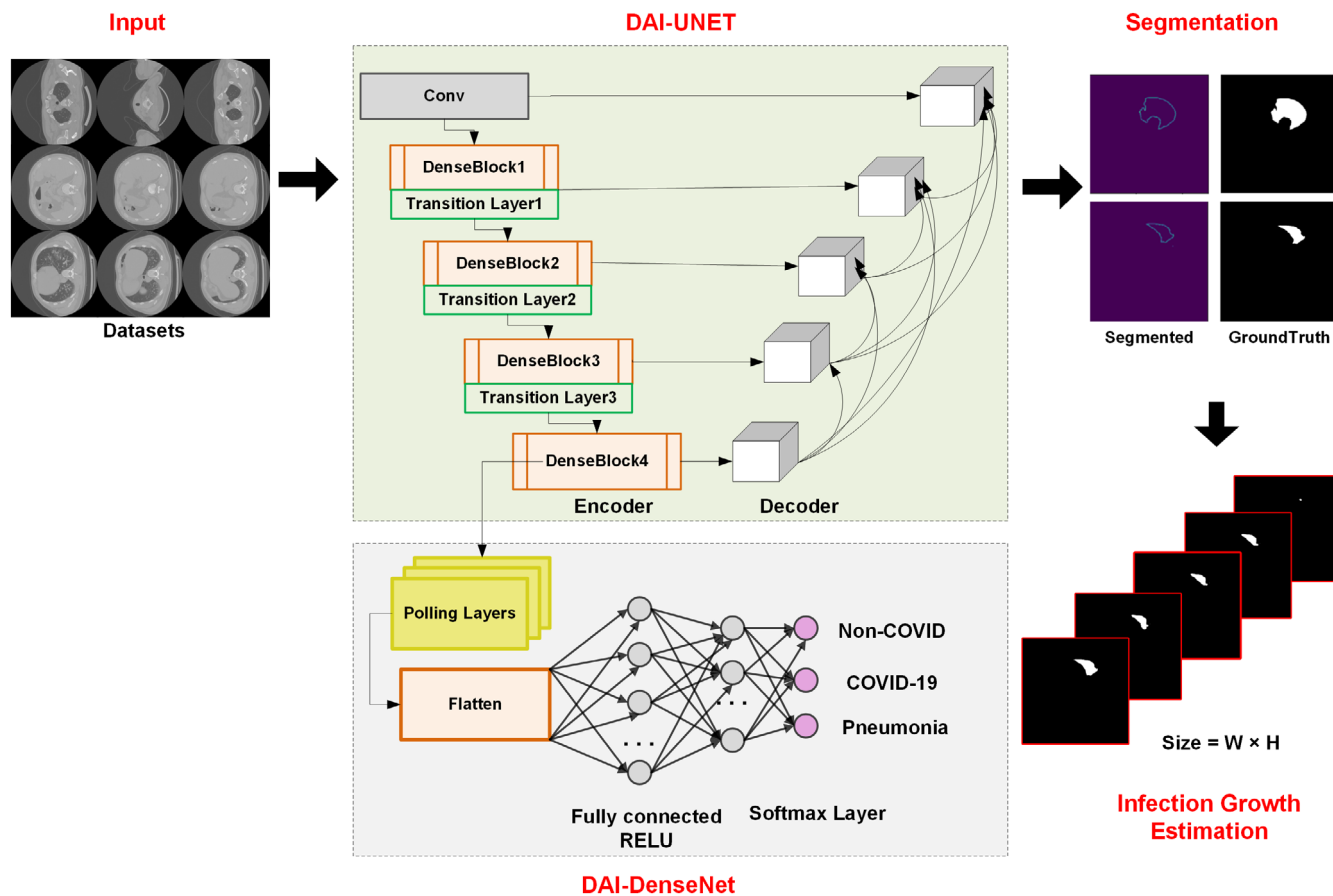 Input
DAI-UNET
Segmentation
Conv
DenseBlock1
Transition Layer1
DenseBlock2
Transition Layer2
Datasets
Segmented
GroundTruth
DenseBlock3
Transition Layer3
DenseBlock4
Encoder
Decoder
Polling Layers
Flatten
...
...
Non-COVID
COVID-19
Pneumonia
Size = W × H
Fully connected
RELU
Softmax Layer
Infection Growth
Estimation
DAI-DenseNet